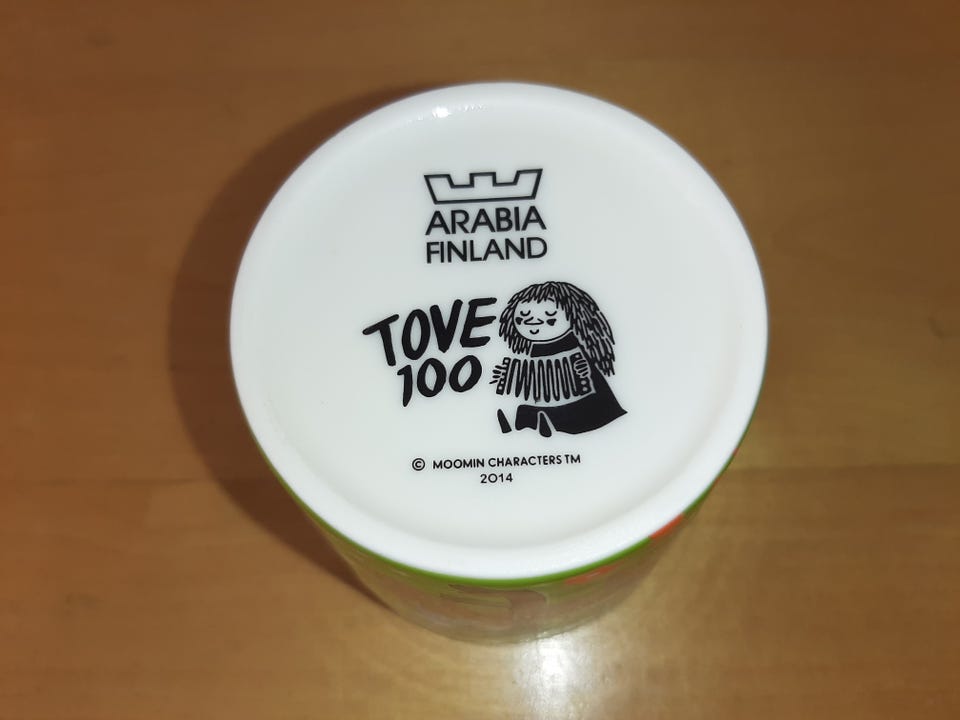 ARABIA
FINLAND
TOVE
100
© MOOMIN CHARACTERS TM
2014